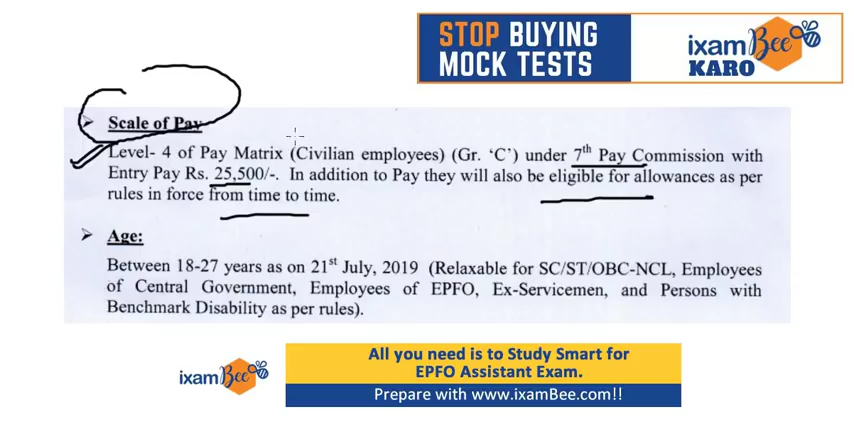 STOP BUYING
MOCK TESTS
ixamBee
KARO
➢ Scale of Pay
Level- 4 of Pay Matrix (Civilian employees) (Gr. ‘C’) under 7th Pay Commission with
Entry Pay Rs. 25,500/-. In addition to Pay they will also be eligible for allowances as per
rules in force from time to time.
➢ Age:
Between 18-27 years as on 21st July, 2019 (Relaxable for SC/ST/OBC-NCL, Employees
of Central Government, Employees of EPFO, Ex-Servicemen, and Persons with
Benchmark Disability as per rules).
ixamBee
All you need is to Study Smart for
EPFO Assistant Exam.
Prepare with www.ixamBee.com!!